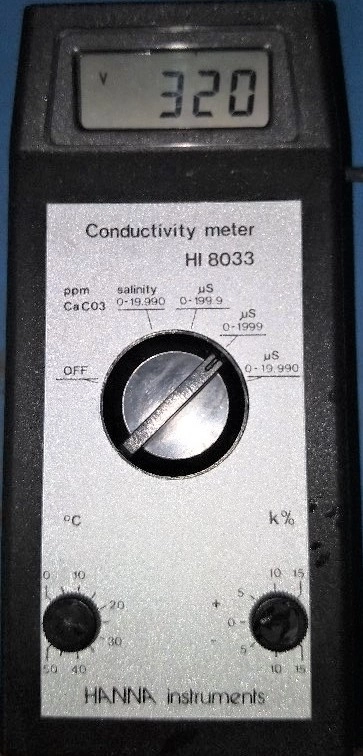 V 320
Conductivity meter
HI 8033
ppm salinity µS
CaCO3 0-19.990 0-199.9
µS
0-1999
µS
OFF 0-19.990
°C k%
0 10 10 15
20 + 5
0
30 - 5
50 40 10 15
HANNA instruments